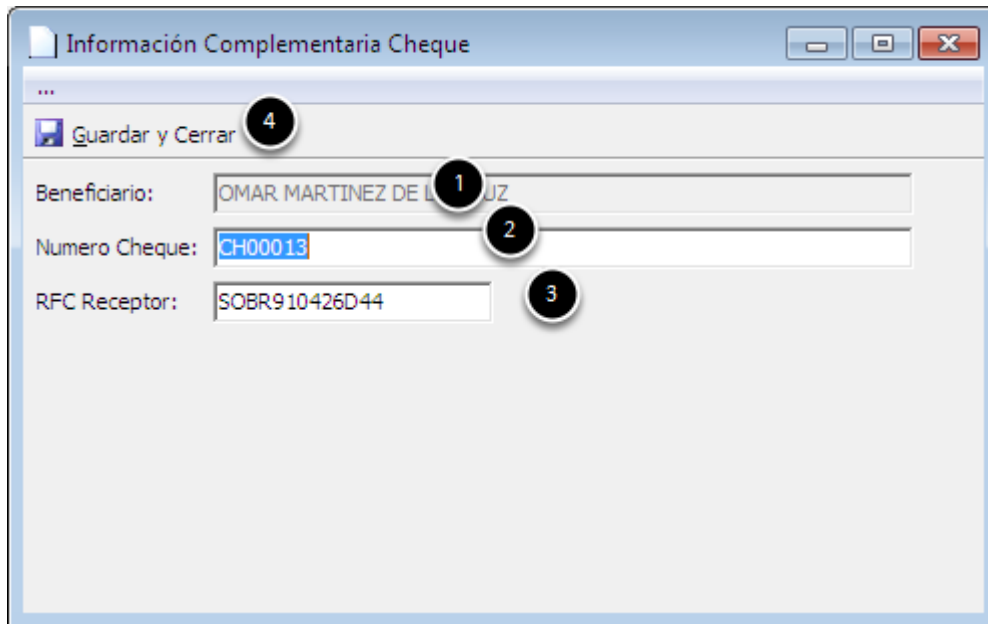 Información Complementaria Cheque
...
Guardar y Cerrar 4
Beneficiario: OMAR MARTINEZ DE 1 UZ
Numero Cheque: CH00013 2
RFC Receptor: SOBR910426D44 3